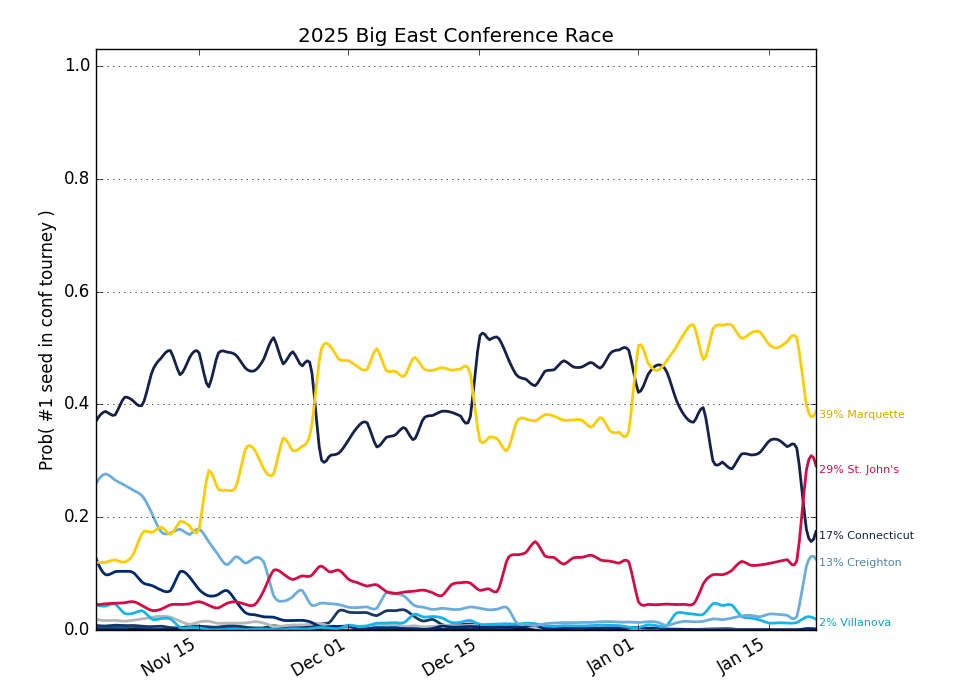 2025 Big East Conference Race
Prob( #1 seed in conf tourney )
1.0
0.8
0.6
0.4
0.2
0.0
39% Marquette
29% St. John's
17% Connecticut
13% Creighton
2% Villanova
Nov 15
Dec 01
Dec 15
Jan 01
Jan 15